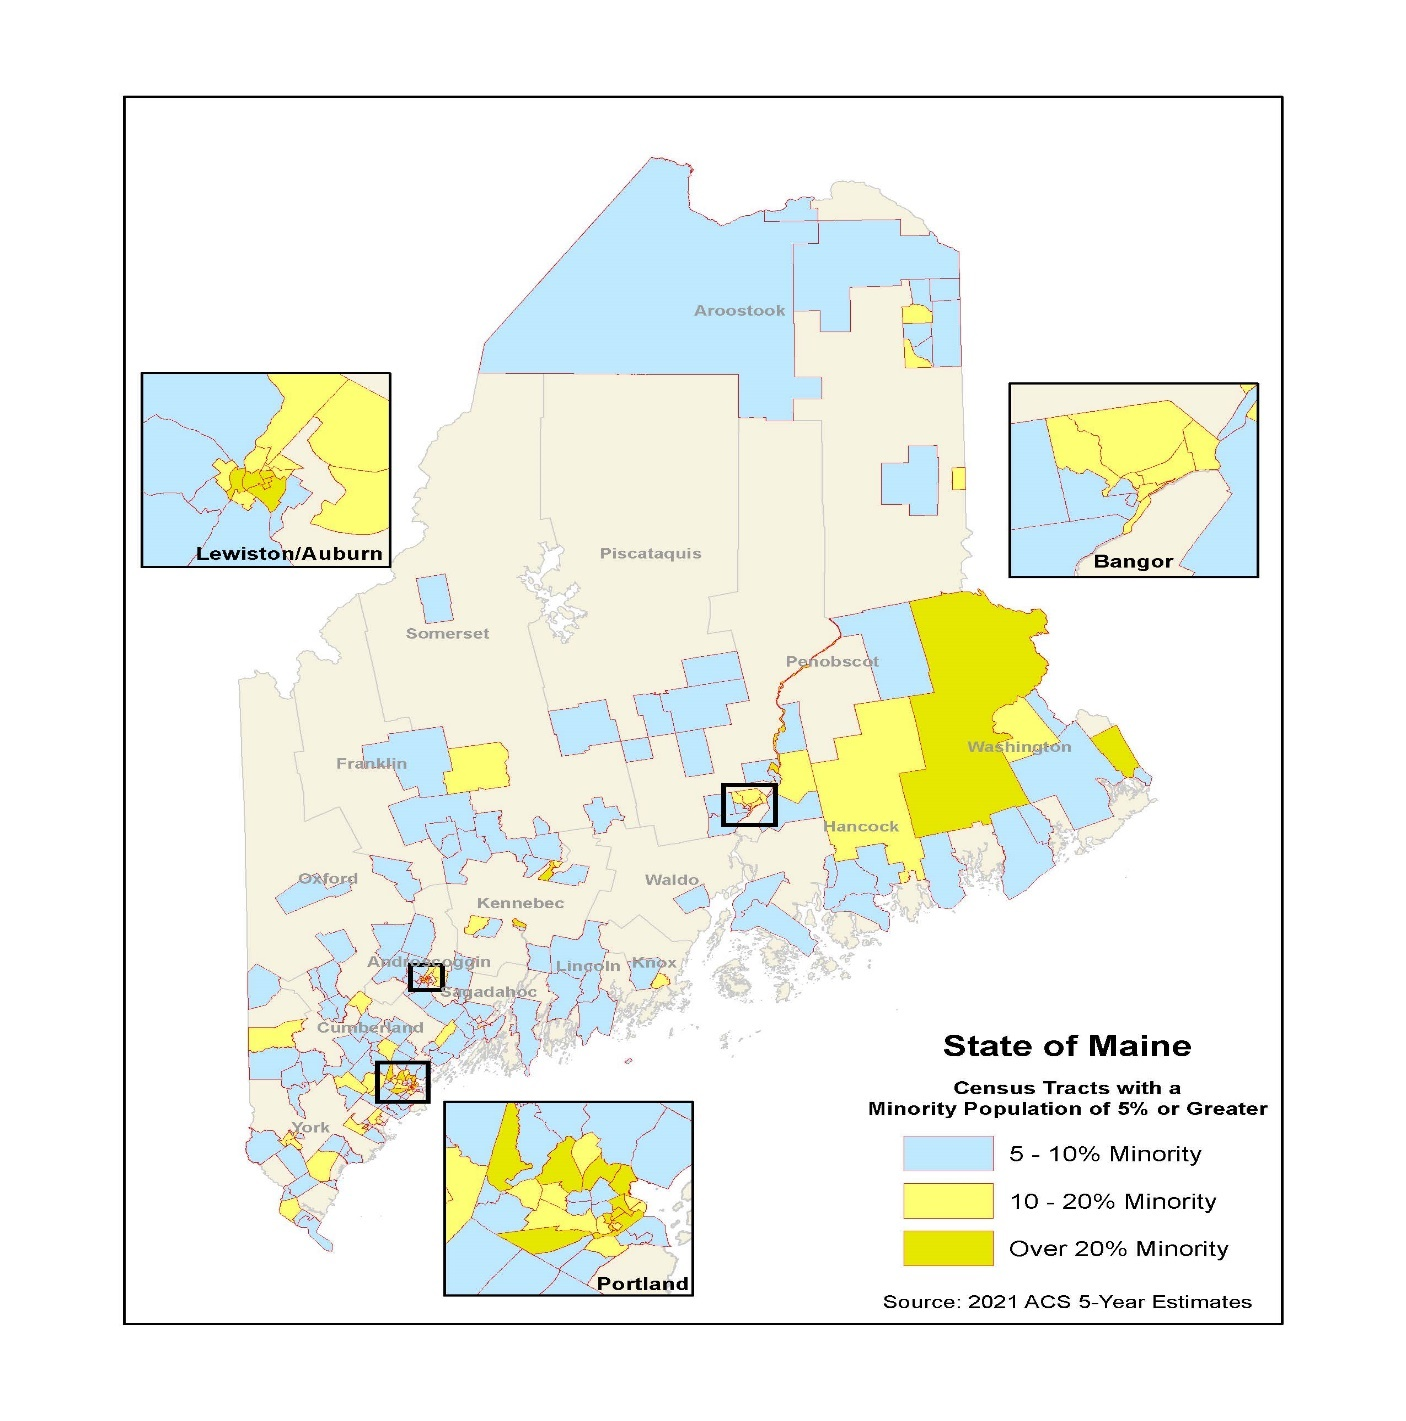 Aroostook
Lewiston/Auburn
Bangor
Piscataquis
Somerset
Penobscot
Washington
Franklin
Hancock
Oxford
Waldo
Kennebec
Androscoggin
Lincoln
Knox
Sagadahoc
Cumberland
York
Portland
State of Maine
Census Tracts with a
Minority Population of 5% or Greater
5 - 10% Minority
10 - 20% Minority
Over 20% Minority
Source: 2021 ACS 5-Year Estimates